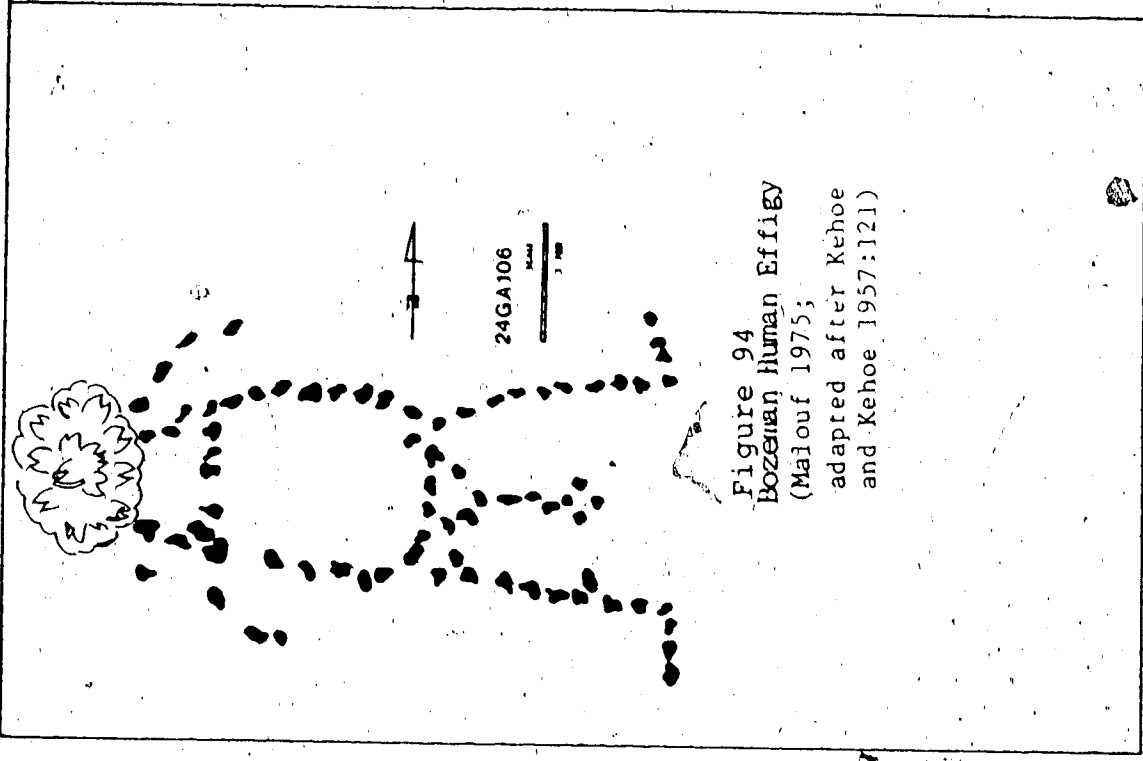 24GA106
Figure 94
Bozeman Human Effigy
(Malouf 1975;
adapted after Kehoe
and Kehoe 1957:121)